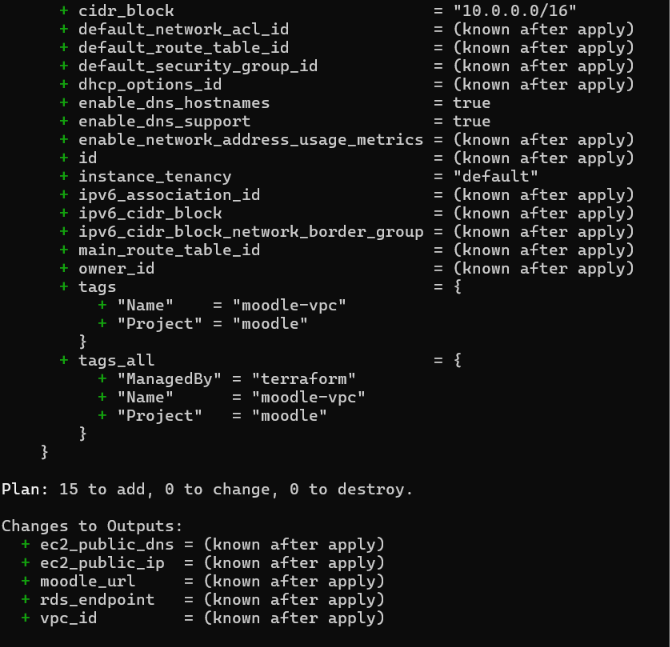 + cidr_block                           = "10.0.0.0/16"
+ default_network_acl_id               = (known after apply)
+ default_route_table_id               = (known after apply)
+ default_security_group_id            = (known after apply)
+ dhcp_options_id                      = (known after apply)
+ enable_dns_hostnames                 = true
+ enable_dns_support                   = true
+ enable_network_address_usage_metrics = (known after apply)
+ id                                   = (known after apply)
+ instance_tenancy                     = "default"
+ ipv6_association_id                  = (known after apply)
+ ipv6_cidr_block                      = (known after apply)
+ ipv6_cidr_block_network_border_group = (known after apply)
+ main_route_table_id                  = (known after apply)
+ owner_id                             = (known after apply)
+ tags                                 = {
    + "Name"    = "moodle-vpc"
    + "Project" = "moodle"
  }
+ tags_all                             = {
    + "ManagedBy" = "terraform"
    + "Name"      = "moodle-vpc"
    + "Project"   = "moodle"
  }
}
Plan: 15 to add, 0 to change, 0 to destroy.
Changes to Outputs:
+ ec2_public_dns = (known after apply)
+ ec2_public_ip  = (known after apply)
+ moodle_url     = (known after apply)
+ rds_endpoint   = (known after apply)
+ vpc_id         = (known after apply)